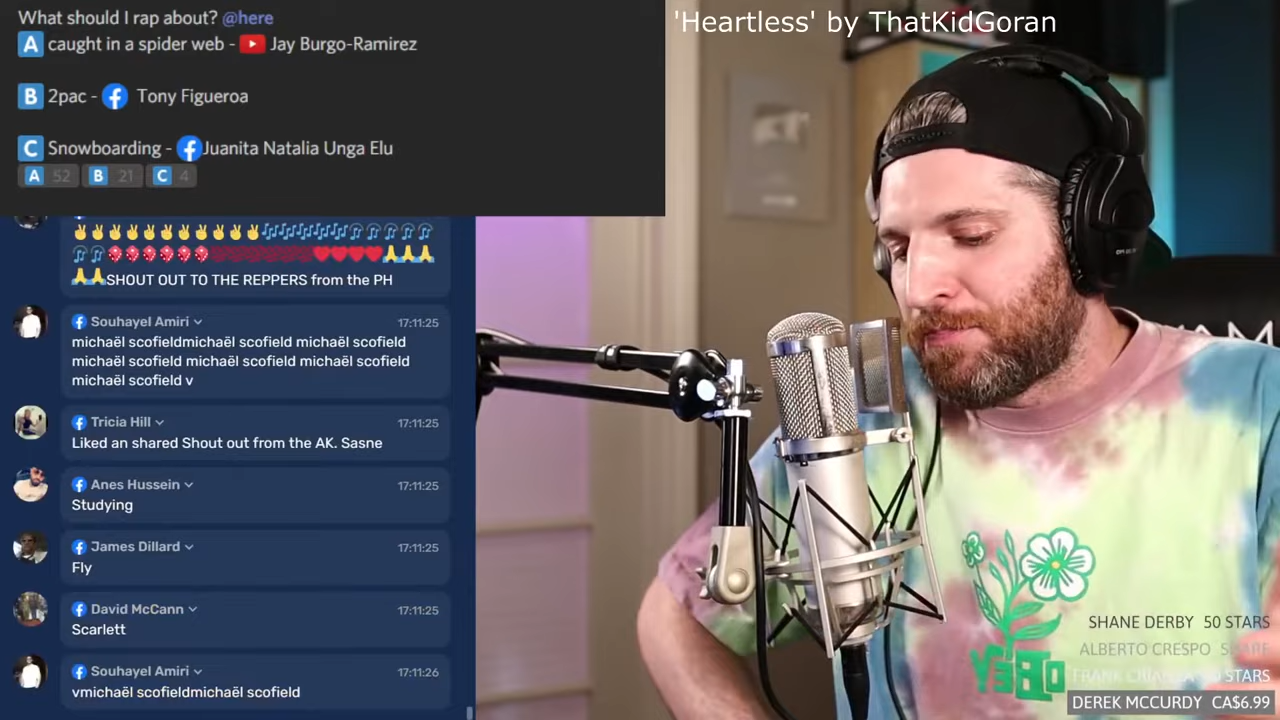 What should I rap about? @here
A caught in a spider web - Jay Burgo-Ramirez
B 2pac - Tony Figueroa
C Snowboarding - Juanita Natalia Unga Elu
A 52 B 21 C 4
'Heartless' by ThatKidGoran
SHOUT OUT TO THE REPPERS from the PH
Souhayel Amiri 17:11:25
michaël scofieldmichaël scofield michaël scofield
michaël scofield michaël scofield michaël scofield
michaël scofield v
Tricia Hill 17:11:25
Liked an shared Shout out from the AK. Sasne
Anes Hussein 17:11:25
Studying
James Dillard 17:11:25
Fly
David McCann 17:11:25
Scarlett
Souhayel Amiri 17:11:26
vmichaël scofieldmichaël scofield
OBEY
SHANE DERBY 50 STARS
ALBERTO CRESPO SHARE
FRANK STARS
DEREK MCCURDY CA$6.99